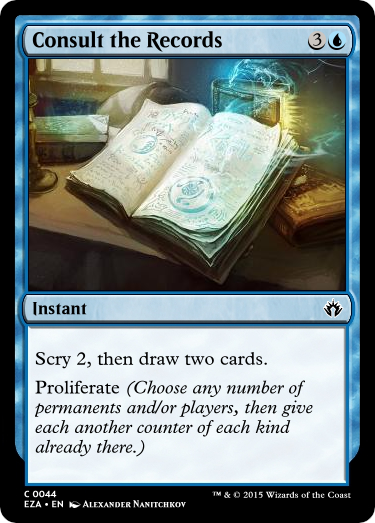 Consult the Records 3
Instant
Scry 2, then draw two cards.
Proliferate (Choose any number of
permanents and/or players, then give
each another counter of each kind
already there.)
C 0044
EZA • EN Alexander Nanitchkov
™ & © 2015 Wizards of the Coast